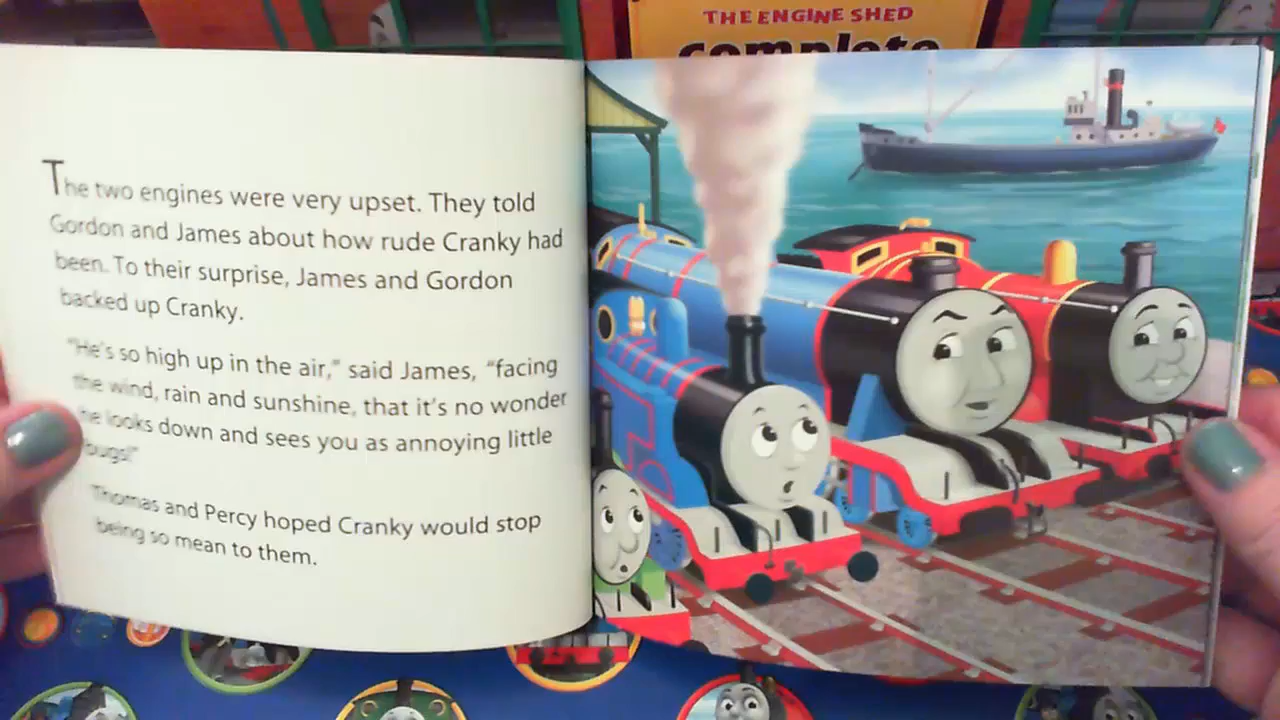 THE ENGINE SHED
complete
The two engines were very upset. They told
Gordon and James about how rude Cranky had
been. To their surprise, James and Gordon
backed up Cranky.
"He's so high up in the air," said James, "facing
the wind, rain and sunshine, that it's no wonder
he looks down and sees you as annoying little
bugs!"
Thomas and Percy hoped Cranky would stop
being so mean to them.